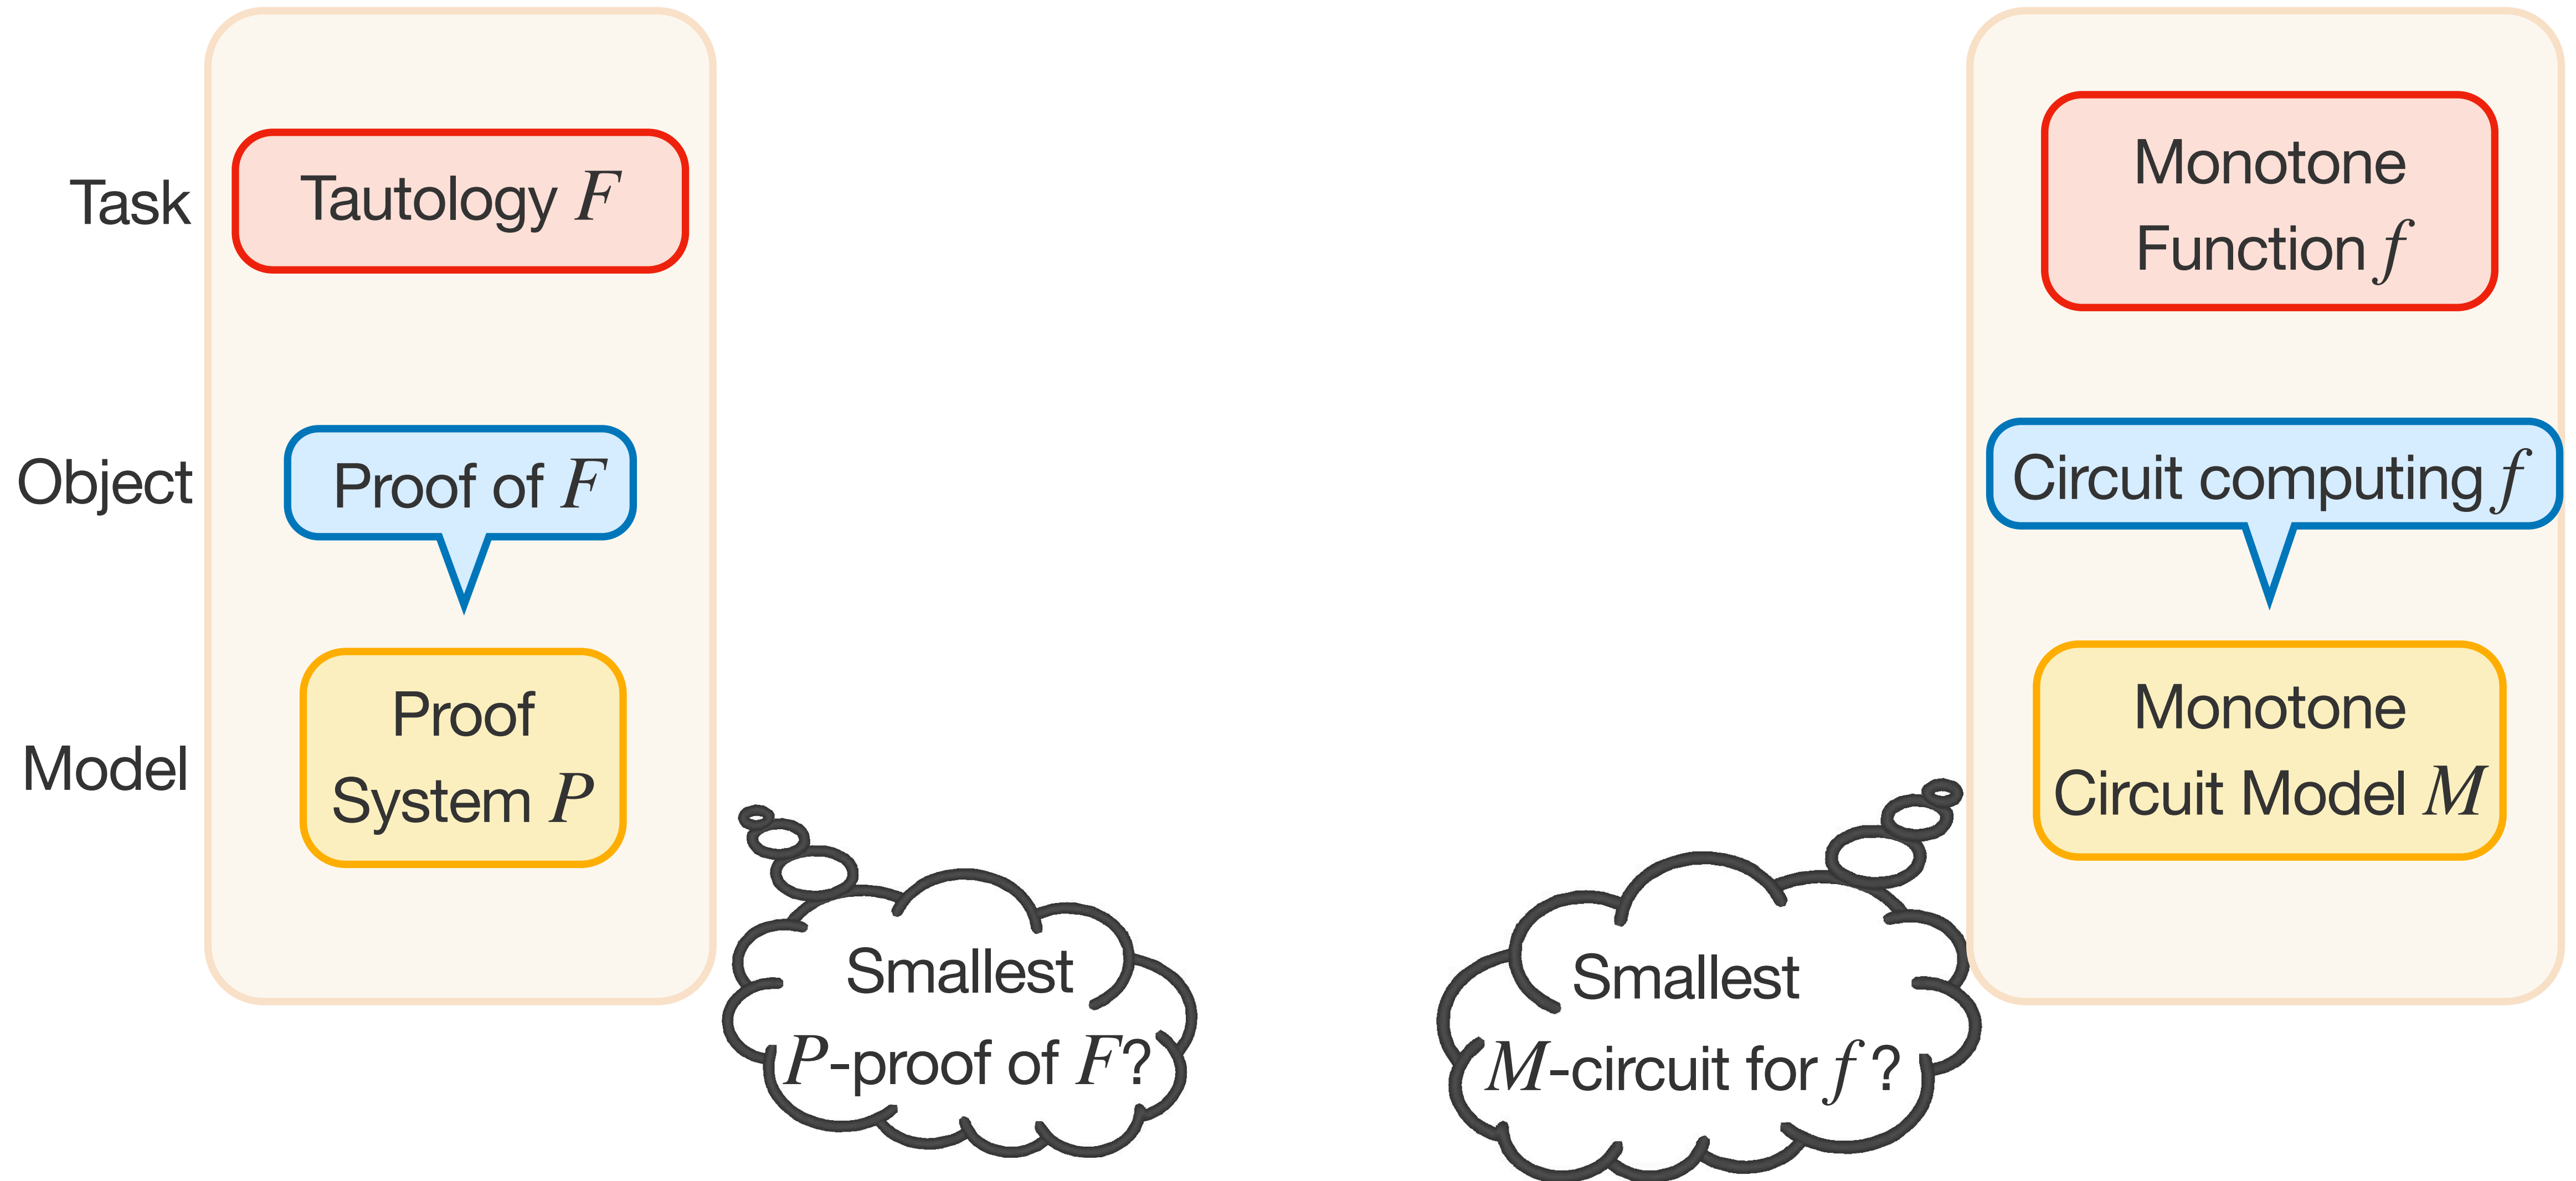 Task
Tautology F
Monotone
Function f
Object
Proof of F
Circuit computing f
Model
Proof
System P
Monotone
Circuit Model M
Smallest
P-proof of F?
Smallest
M-circuit for f ?